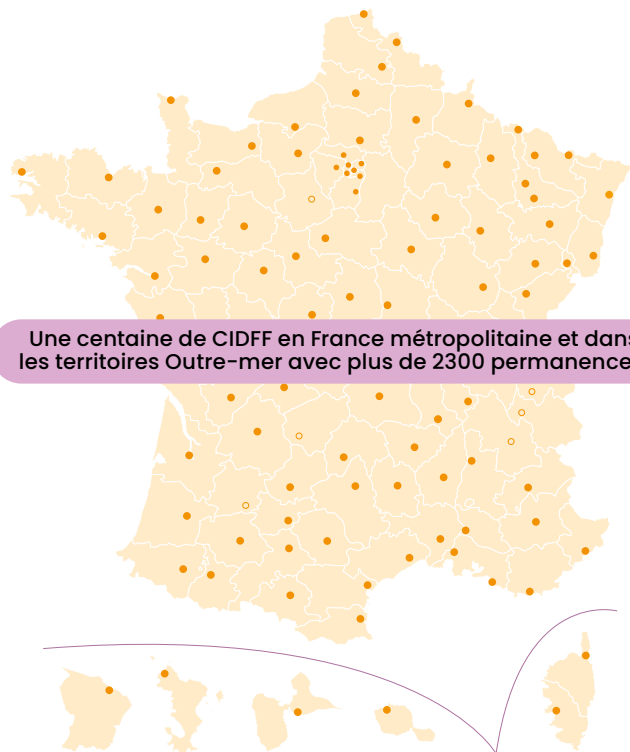 Une centaine de CIDFF en France métropolitaine et dans
les territoires Outre-mer avec plus de 2300 permanence